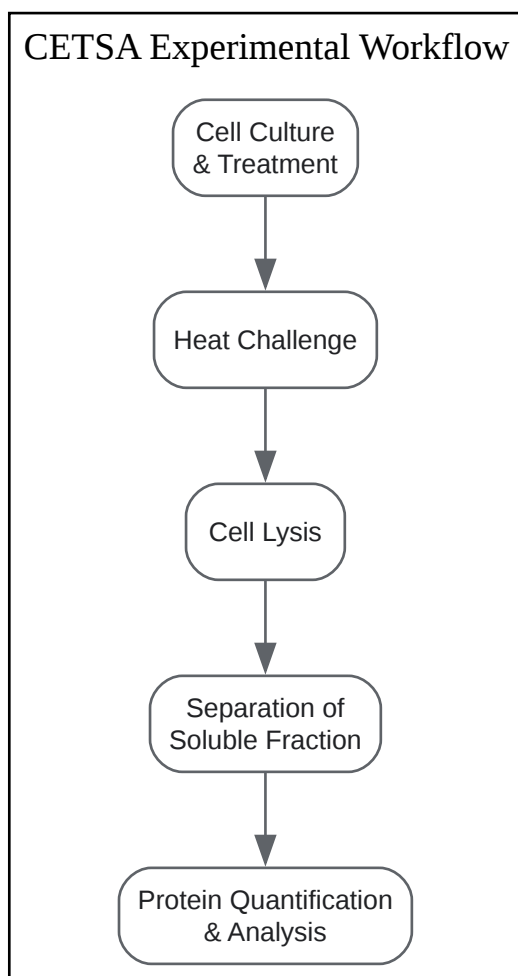 CETSA Experimental Workflow
Cell Culture
& Treatment
Heat Challenge
Cell Lysis
Separation of
Soluble Fraction
Protein Quantification
& Analysis